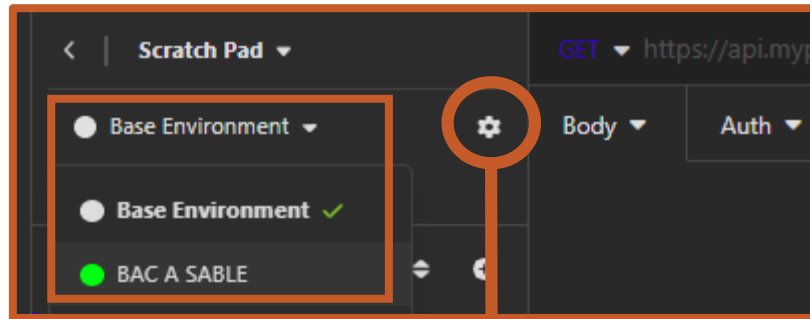 Scratch Pad
GET https://api.myp
Base Environment
Body Auth
Base Environment
BAC A SABLE